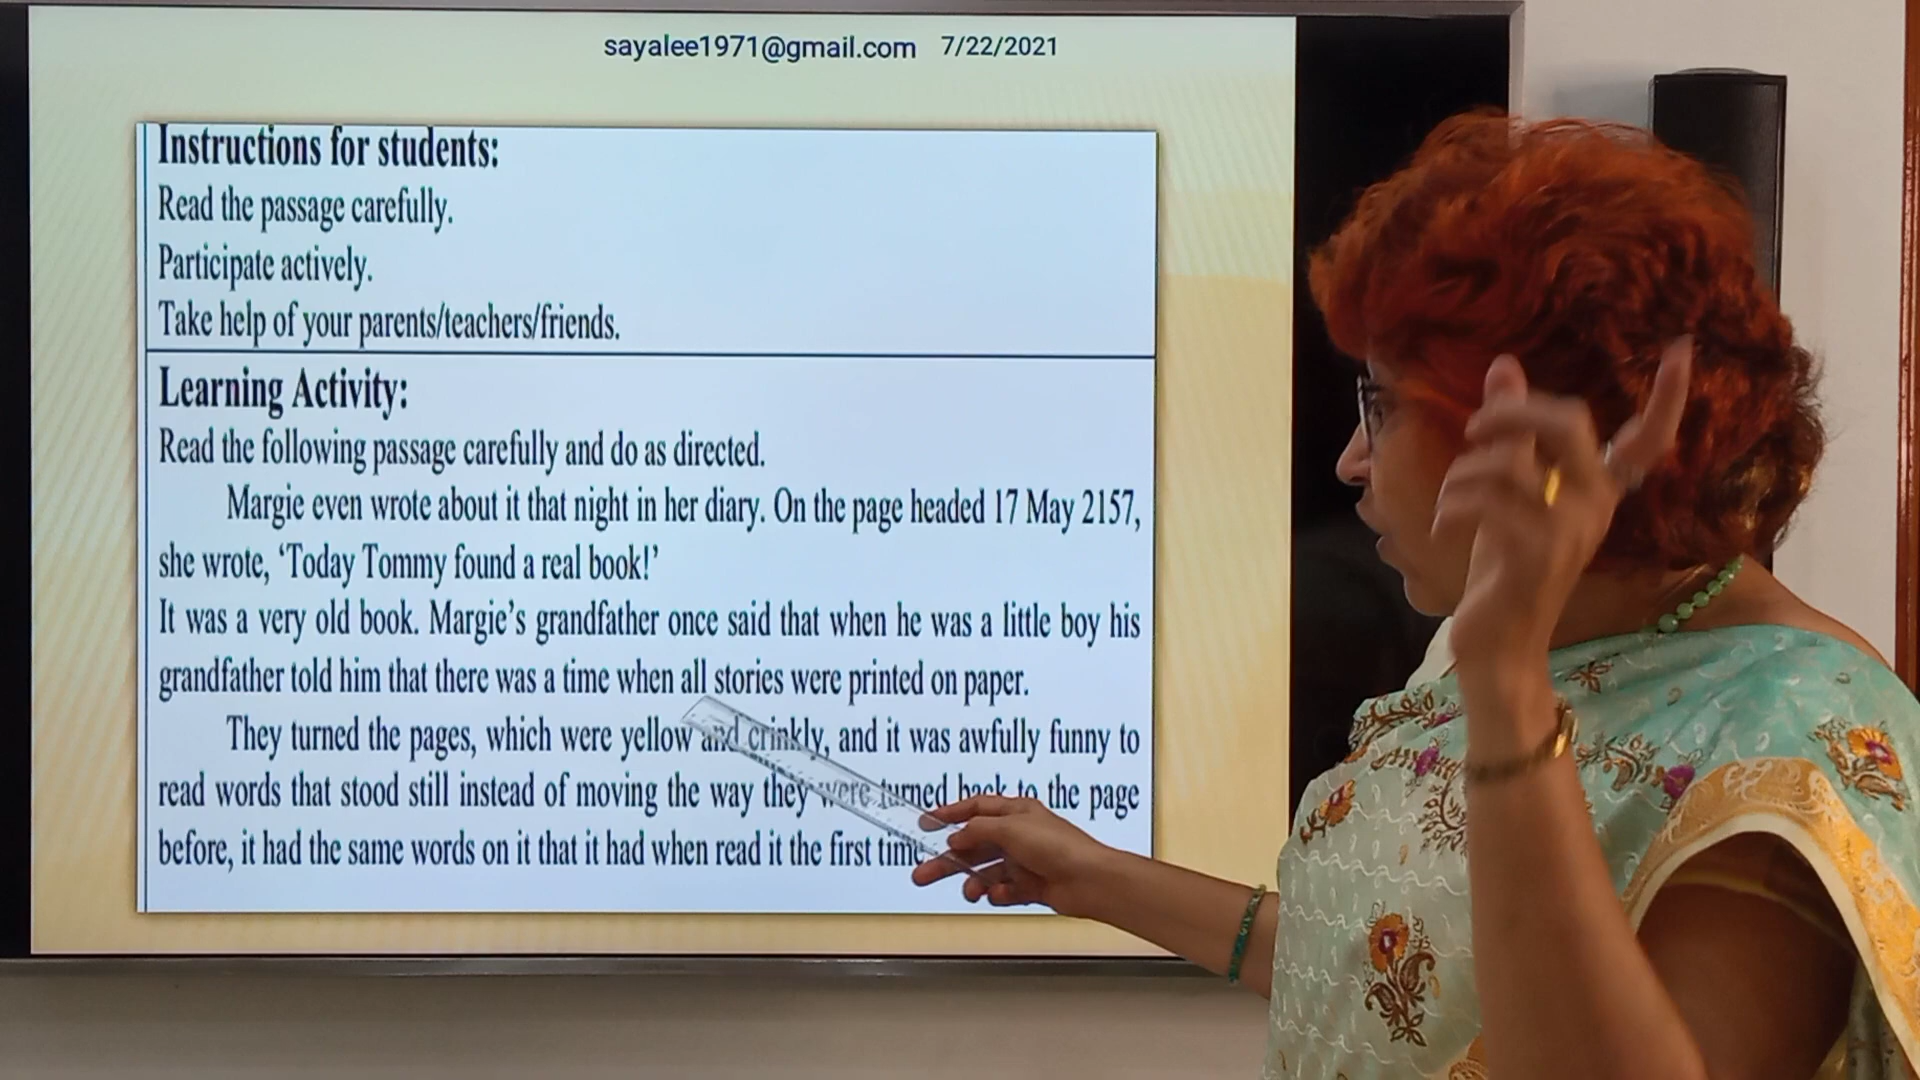 sayalee1971@gmail.com 7/22/2021
Instructions for students:
Read the passage carefully.
Participate actively.
Take help of your parents/teachers/friends.
Learning Activity:
Read the following passage carefully and do as directed.
Margie even wrote about it that night in her diary. On the page headed 17 May 2157,
she wrote, ‘Today Tommy found a real book!’
It was a very old book. Margie’s grandfather once said that when he was a little boy his
grandfather told him that there was a time when all stories were printed on paper.
They turned the pages, which were yellow and crinkly, and it was awfully funny to
read words that stood still instead of moving the way they were turned back to the page
before, it had the same words on it that it had when read it the first time.